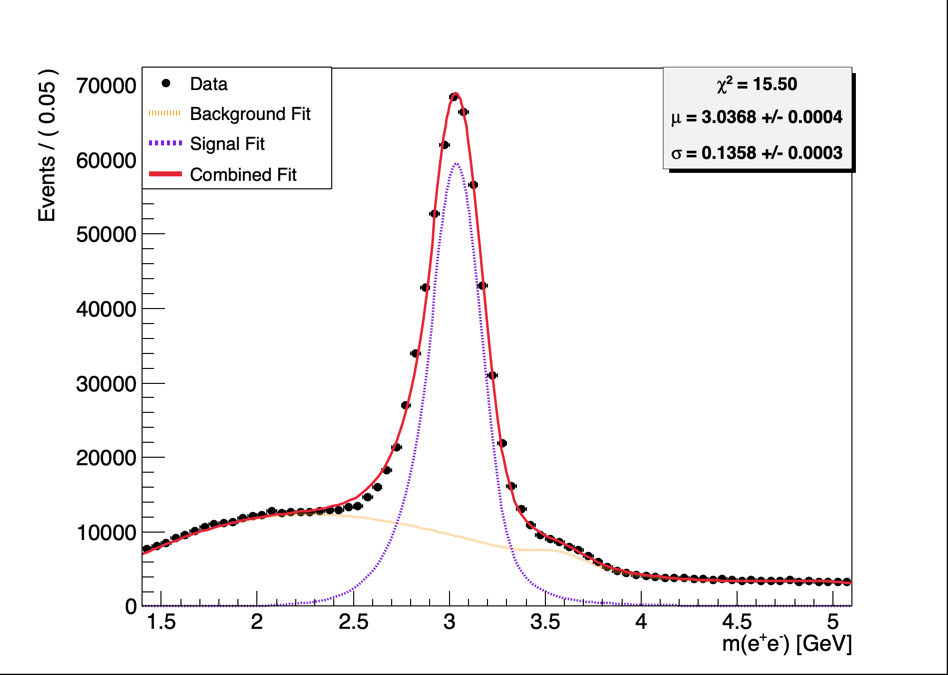 Events / ( 0.05 )
70000
60000
50000
40000
30000
20000
10000
0
Data
Background Fit
Signal Fit
Combined Fit
χ² = 15.50
μ = 3.0368 +/- 0.0004
σ = 0.1358 +/- 0.0003
1.5 2 2.5 3 3.5 4 4.5 5
m(e⁺e⁻) [GeV]